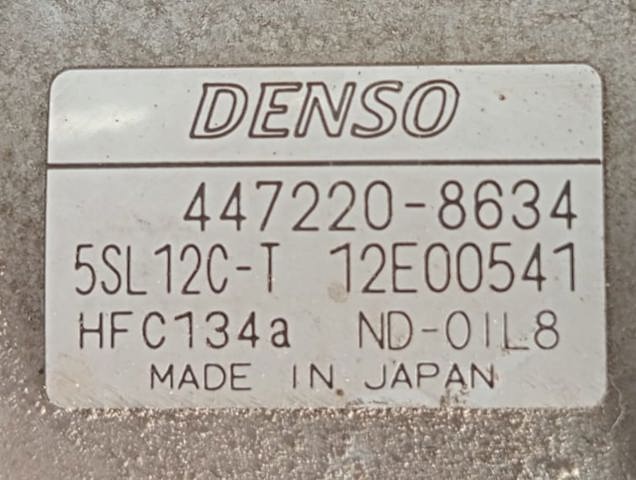 DENSO
447220-8634
5SL12C-T 12E00541
HFC134a ND-OIL8
MADE IN JAPAN